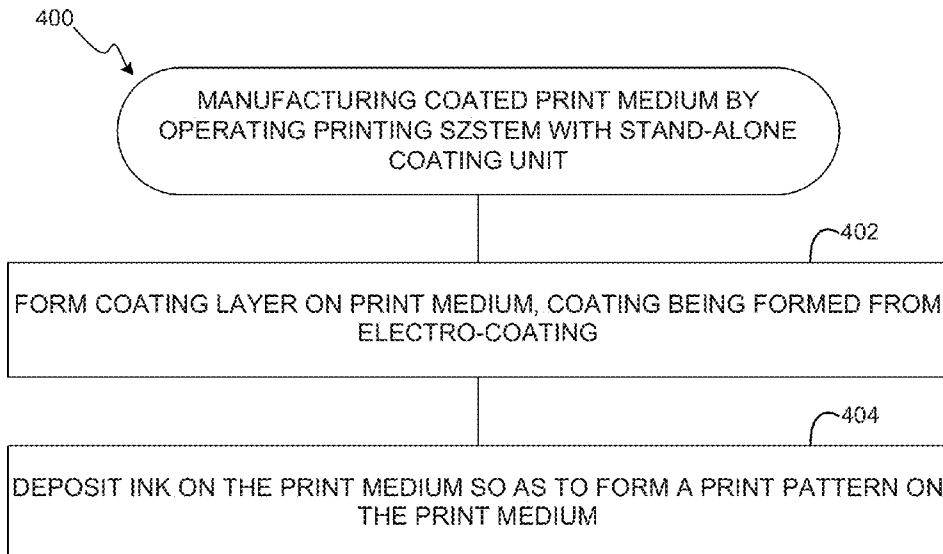 400
MANUFACTURING COATED PRINT MEDIUM BY
OPERATING PRINTING SZSTEM WITH STAND-ALONE
COATING UNIT
402
FORM COATING LAYER ON PRINT MEDIUM, COATING BEING FORMED FROM
ELECTRO-COATING
404
DEPOSIT INK ON THE PRINT MEDIUM SO AS TO FORM A PRINT PATTERN ON
THE PRINT MEDIUM